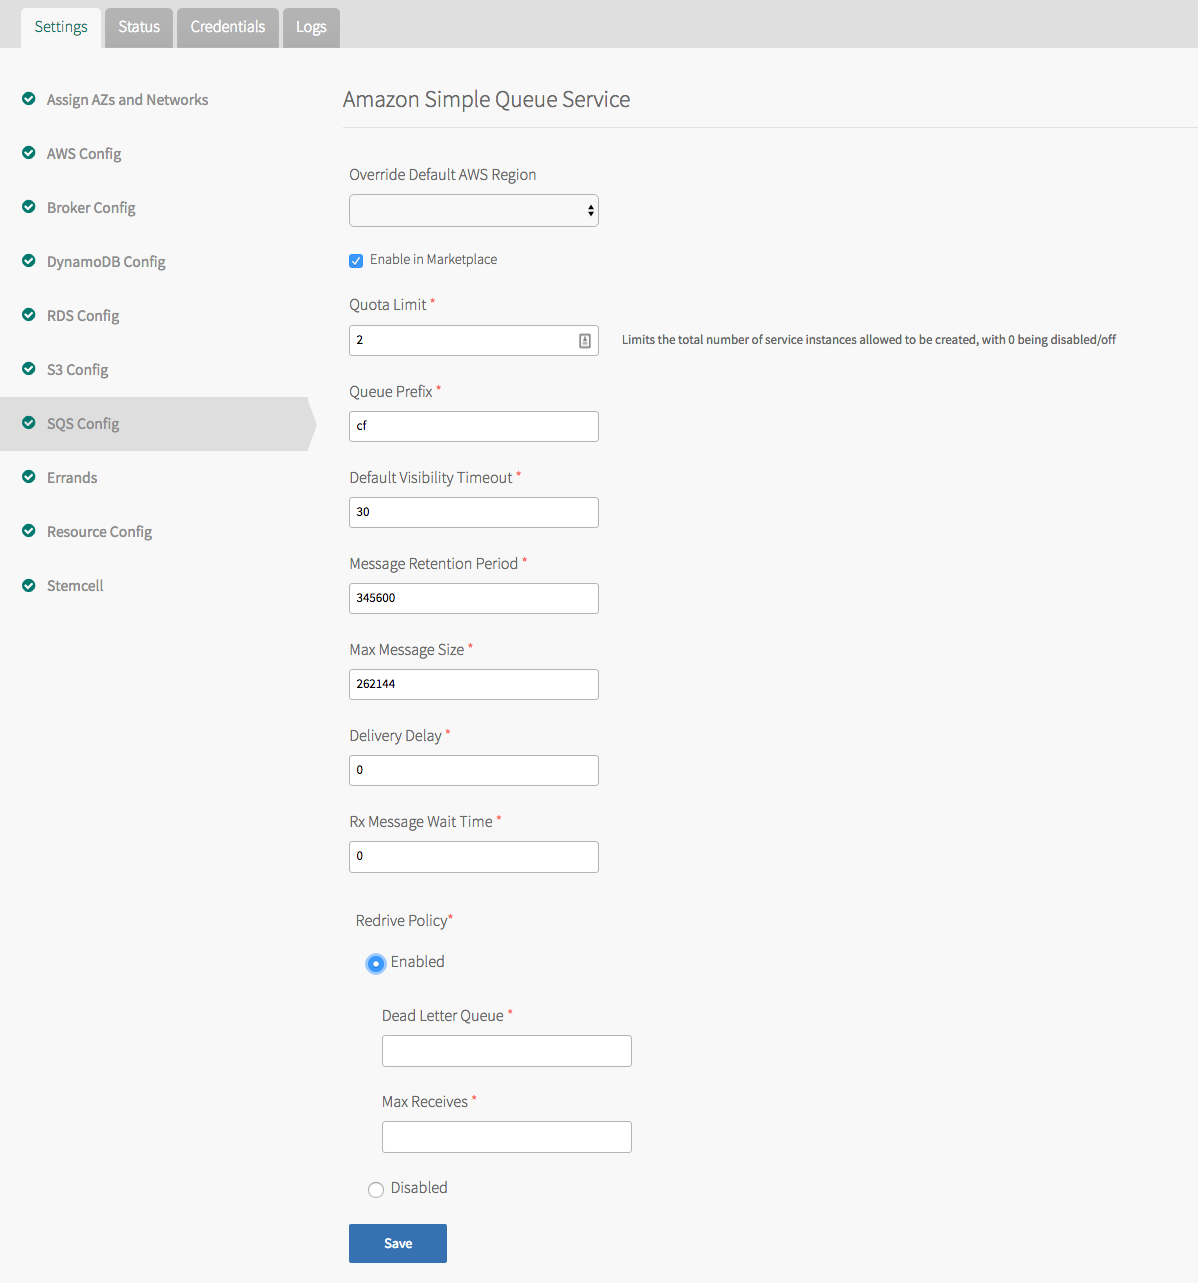 Settings Status Credentials Logs
Assign AZs and Networks
AWS Config
Broker Config
DynamoDB Config
RDS Config
S3 Config
SQS Config
Errands
Resource Config
Stemcell
Amazon Simple Queue Service
Override Default AWS Region
Enable in Marketplace
Quota Limit *
2
Limits the total number of service instances allowed to be created, with 0 being disabled/off
Queue Prefix *
cf
Default Visibility Timeout *
30
Message Retention Period *
345600
Max Message Size *
262144
Delivery Delay *
0
Rx Message Wait Time *
0
Redrive Policy*
Enabled
Dead Letter Queue *
Max Receives *
Disabled
Save